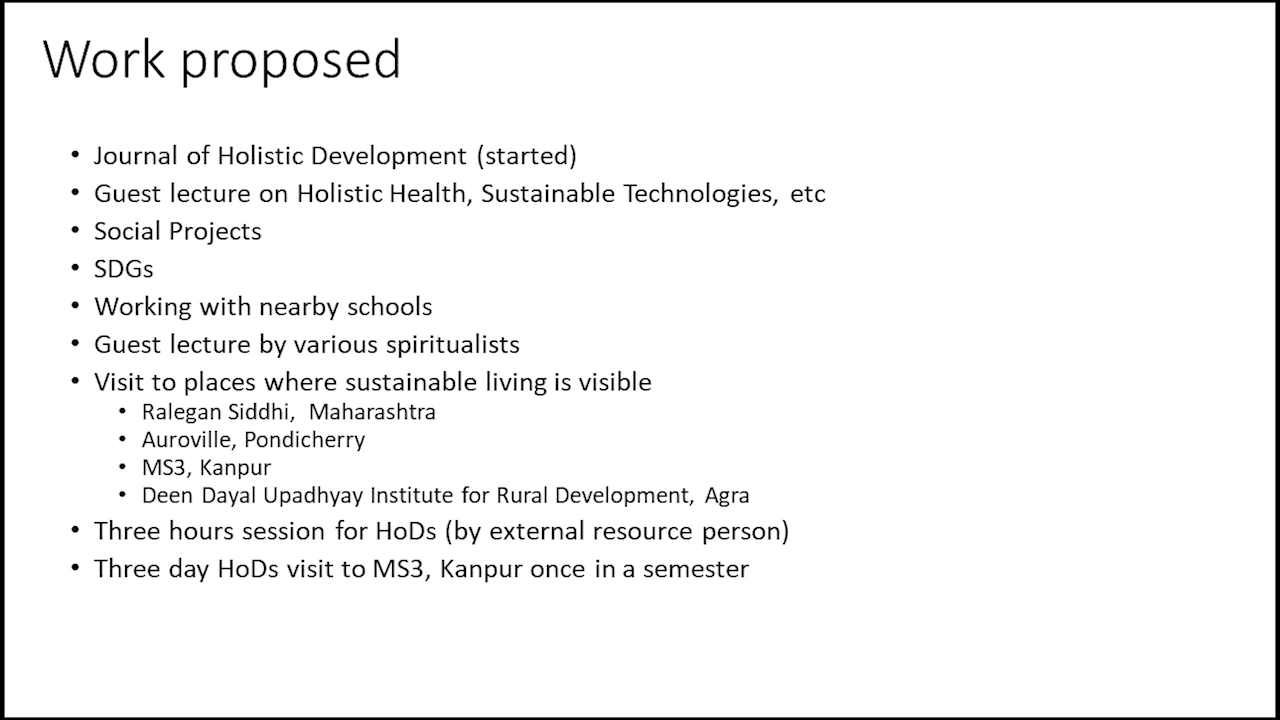 Work proposed
• Journal of Holistic Development (started)
• Guest lecture on Holistic Health, Sustainable Technologies, etc
• Social Projects
• SDGs
• Working with nearby schools
• Guest lecture by various spiritualists
• Visit to places where sustainable living is visible
• Ralegan Siddhi, Maharashtra
• Auroville, Pondicherry
• MS3, Kanpur
• Deen Dayal Upadhyay Institute for Rural Development, Agra
• Three hours session for HoDs (by external resource person)
• Three day HoDs visit to MS3, Kanpur once in a semester